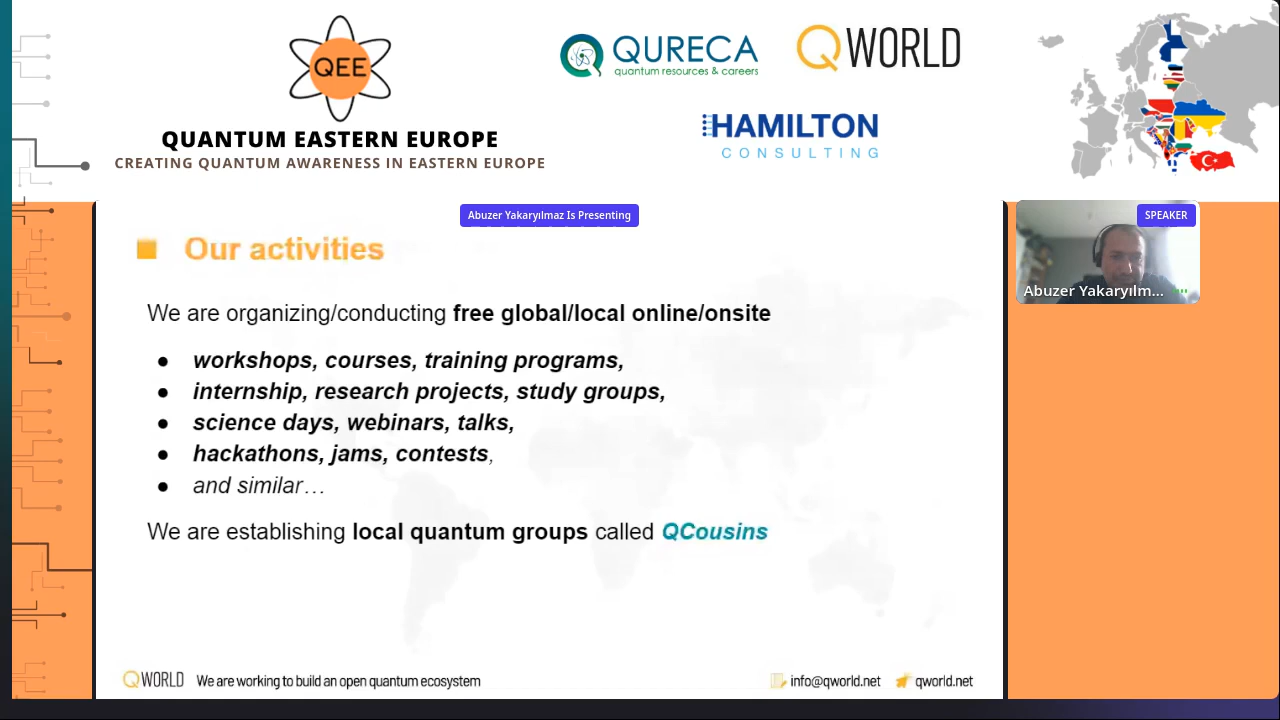 QEE
QUANTUM EASTERN EUROPE
CREATING QUANTUM AWARENESS IN EASTERN EUROPE
QURECA
quantum resources & careers
QWORLD
HAMILTON
CONSULTING
Abuzer Yakaryılmaz Is Presenting
SPEAKER
Abuzer Yakaryılm...
Our activities
We are organizing/conducting free global/local online/onsite
● workshops, courses, training programs,
● internship, research projects, study groups,
● science days, webinars, talks,
● hackathons, jams, contests,
● and similar…
We are establishing local quantum groups called QCousins
QWORLD We are working to build an open quantum ecosystem
info@qworld.net qworld.net